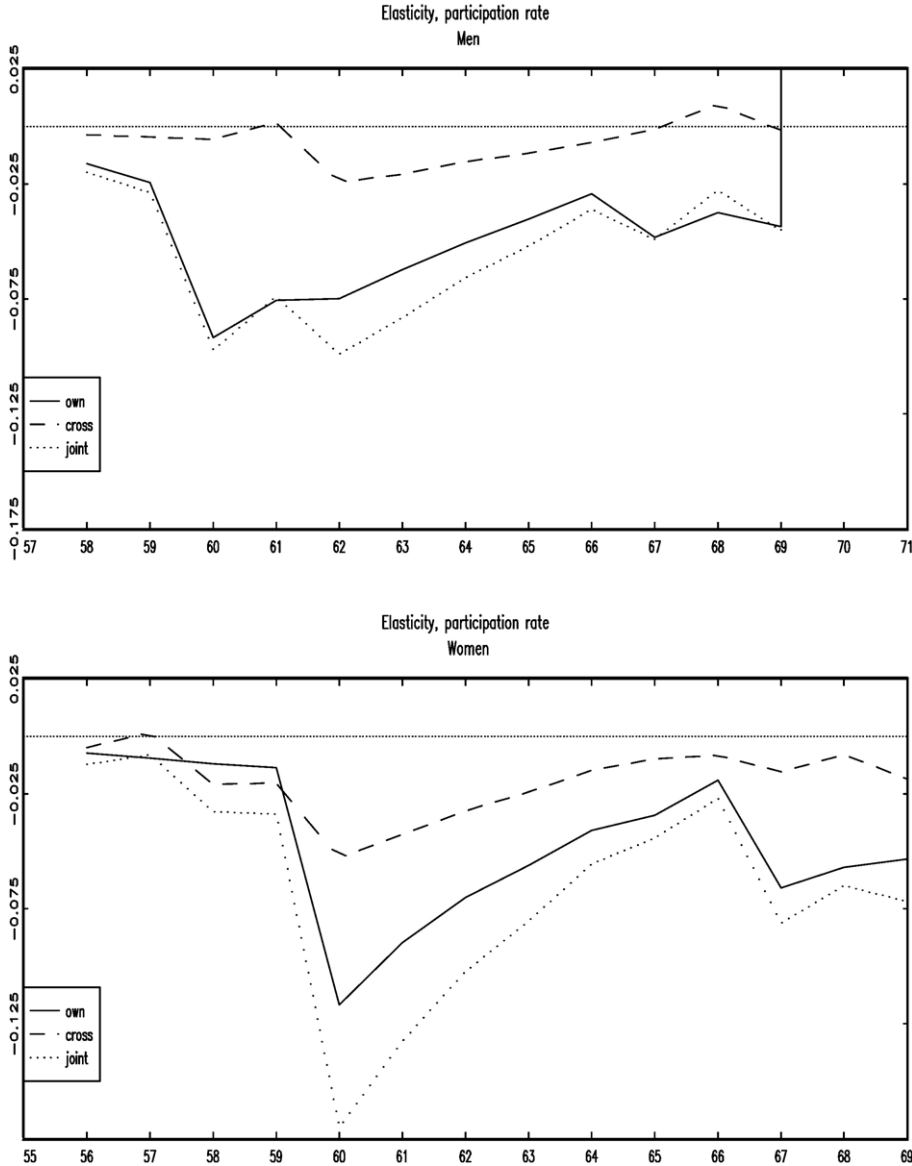 Elasticity, participation rate
Men
0.025
-0.025
-0.075
-0.125
-0.175
own
cross
joint
57 58 59 60 61 62 63 64 65 66 67 68 69 70 71
Elasticity, participation rate
Women
0.025
-0.025
-0.075
-0.125
own
cross
joint
55 56 57 58 59 60 61 62 63 64 65 66 67 68 69